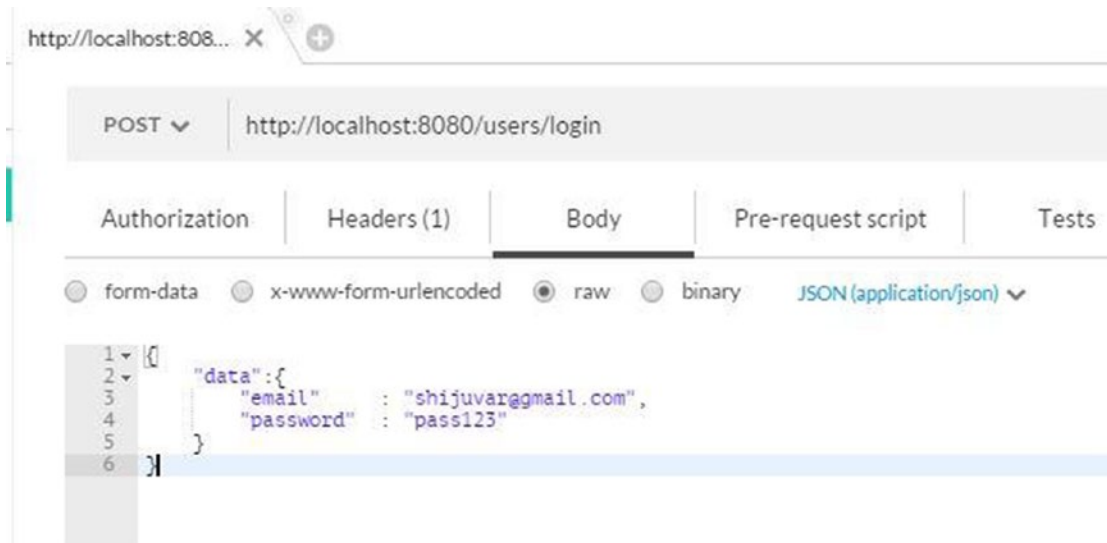 http://localhost:808...
POST http://localhost:8080/users/login
Authorization Headers (1) Body Pre-request script Tests
form-data x-www-form-urlencoded raw binary JSON (application/json)
1 {
2 "data":{
3 "email" : "shijuvar@gmail.com",
4 "password" : "pass123"
5 }
6 }